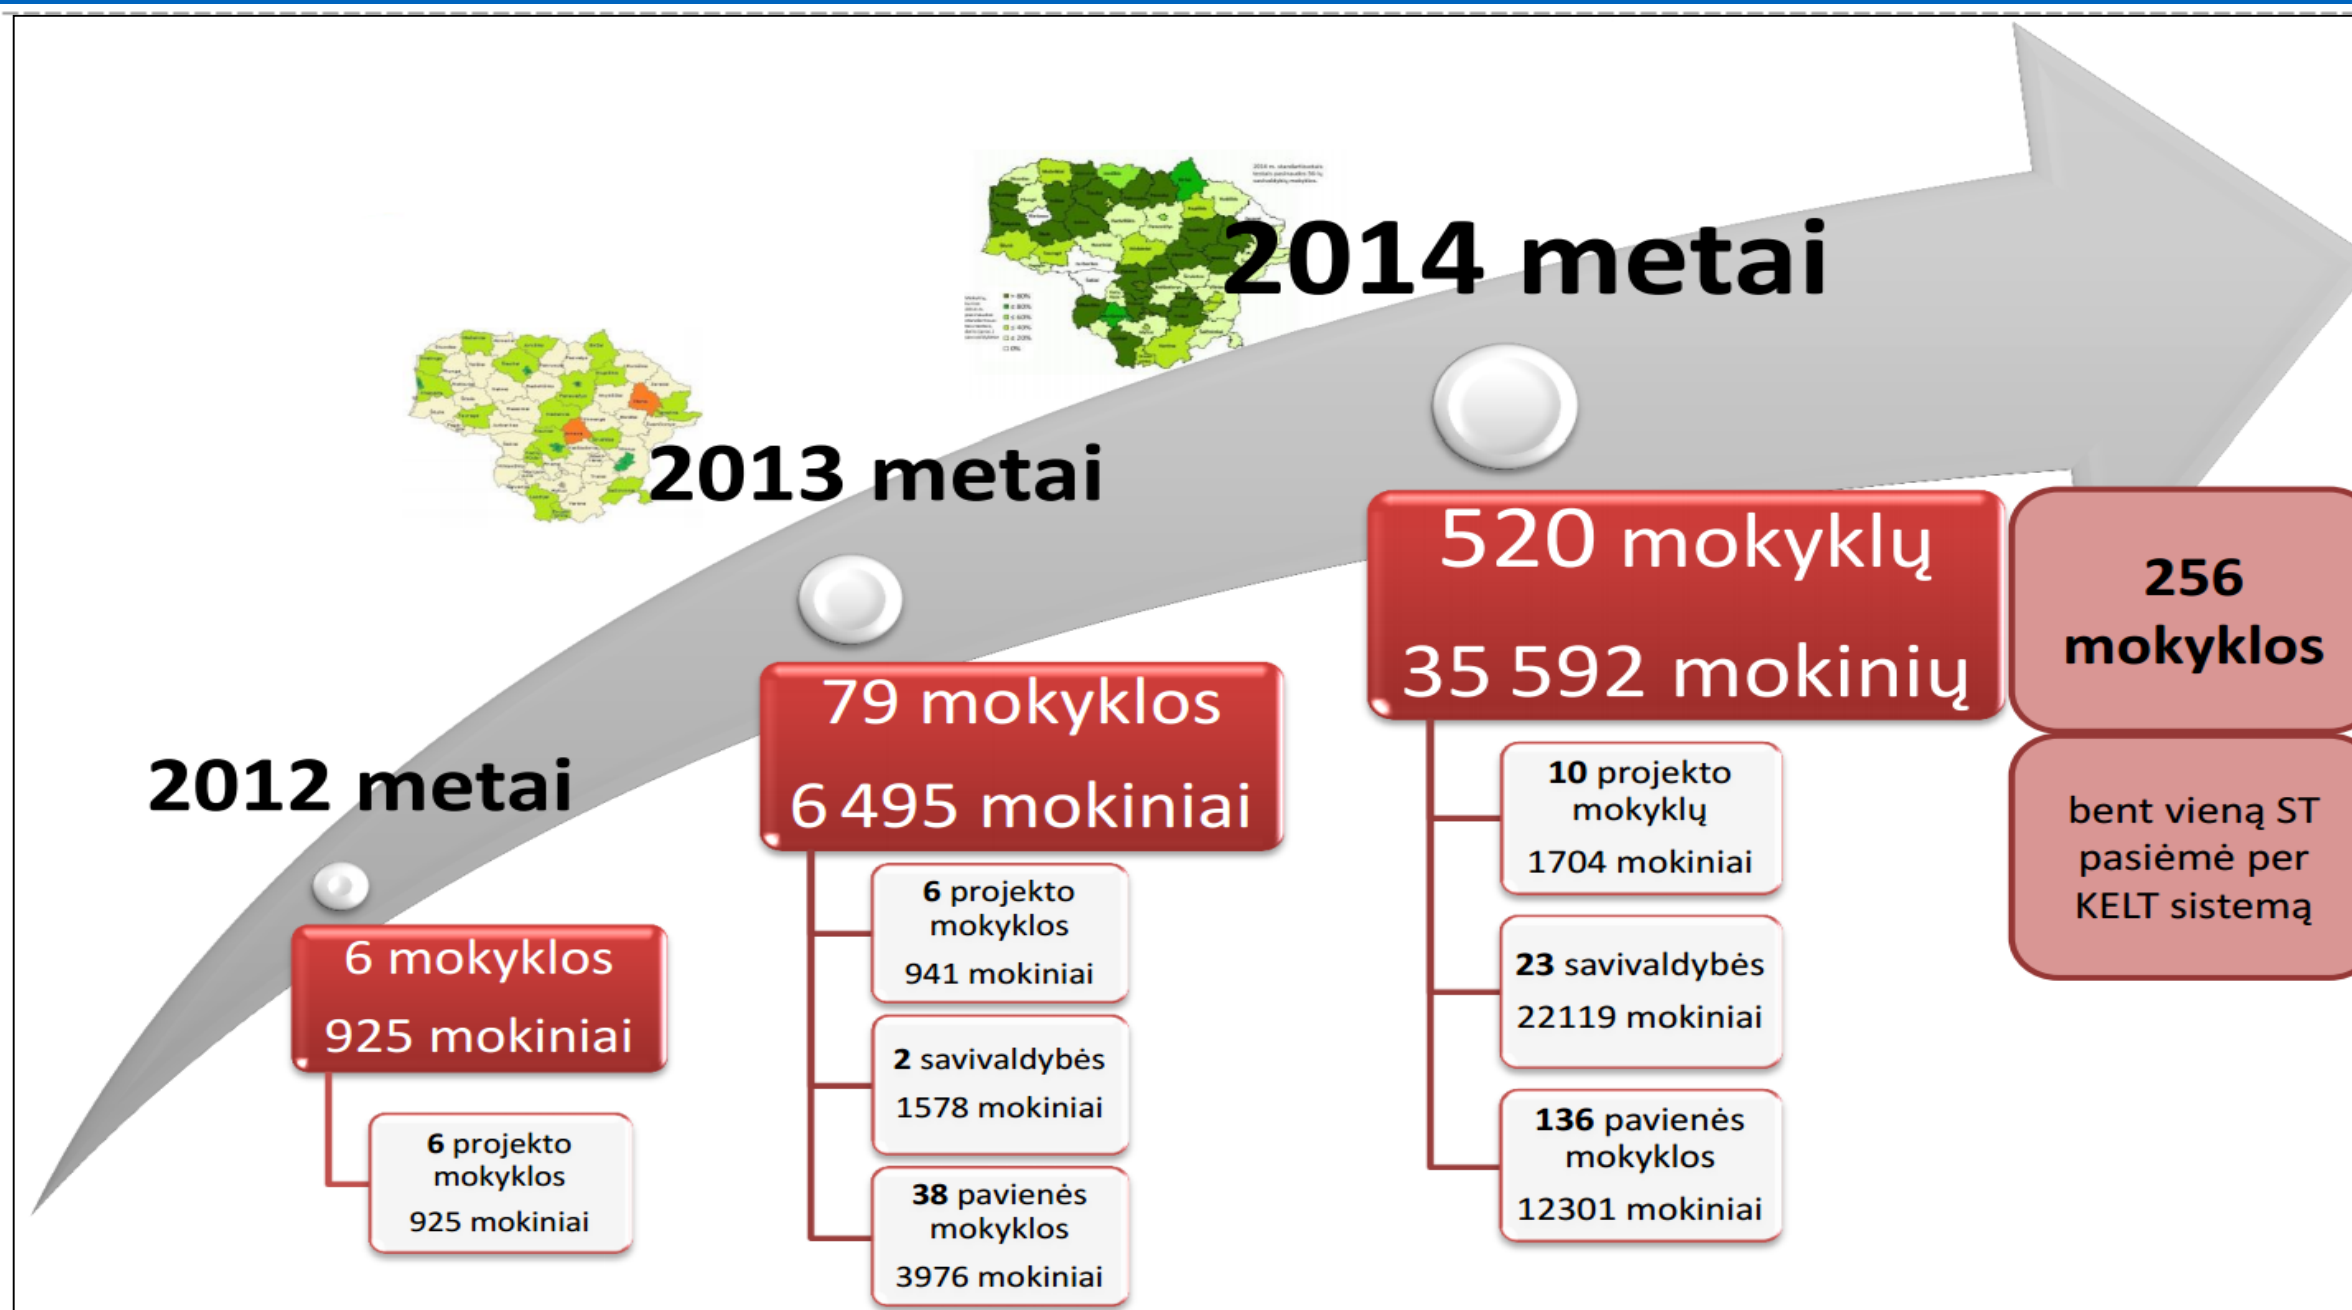 2012 metai
6 mokyklos
925 mokiniai
6 projekto
mokyklos
925 mokiniai
2013 metai
79 mokyklos
6 495 mokiniai
6 projekto
mokyklos
941 mokiniai
2 savivaldybės
1578 mokiniai
38 pavienės
mokyklos
3976 mokiniai
2014 metai
520 mokyklų
35 592 mokinių
10 projekto
mokyklų
1704 mokiniai
23 savivaldybės
22119 mokiniai
136 pavienės
mokyklos
12301 mokiniai
256
mokyklos
bent vieną ST
pasiėmė per
KELT sistemą